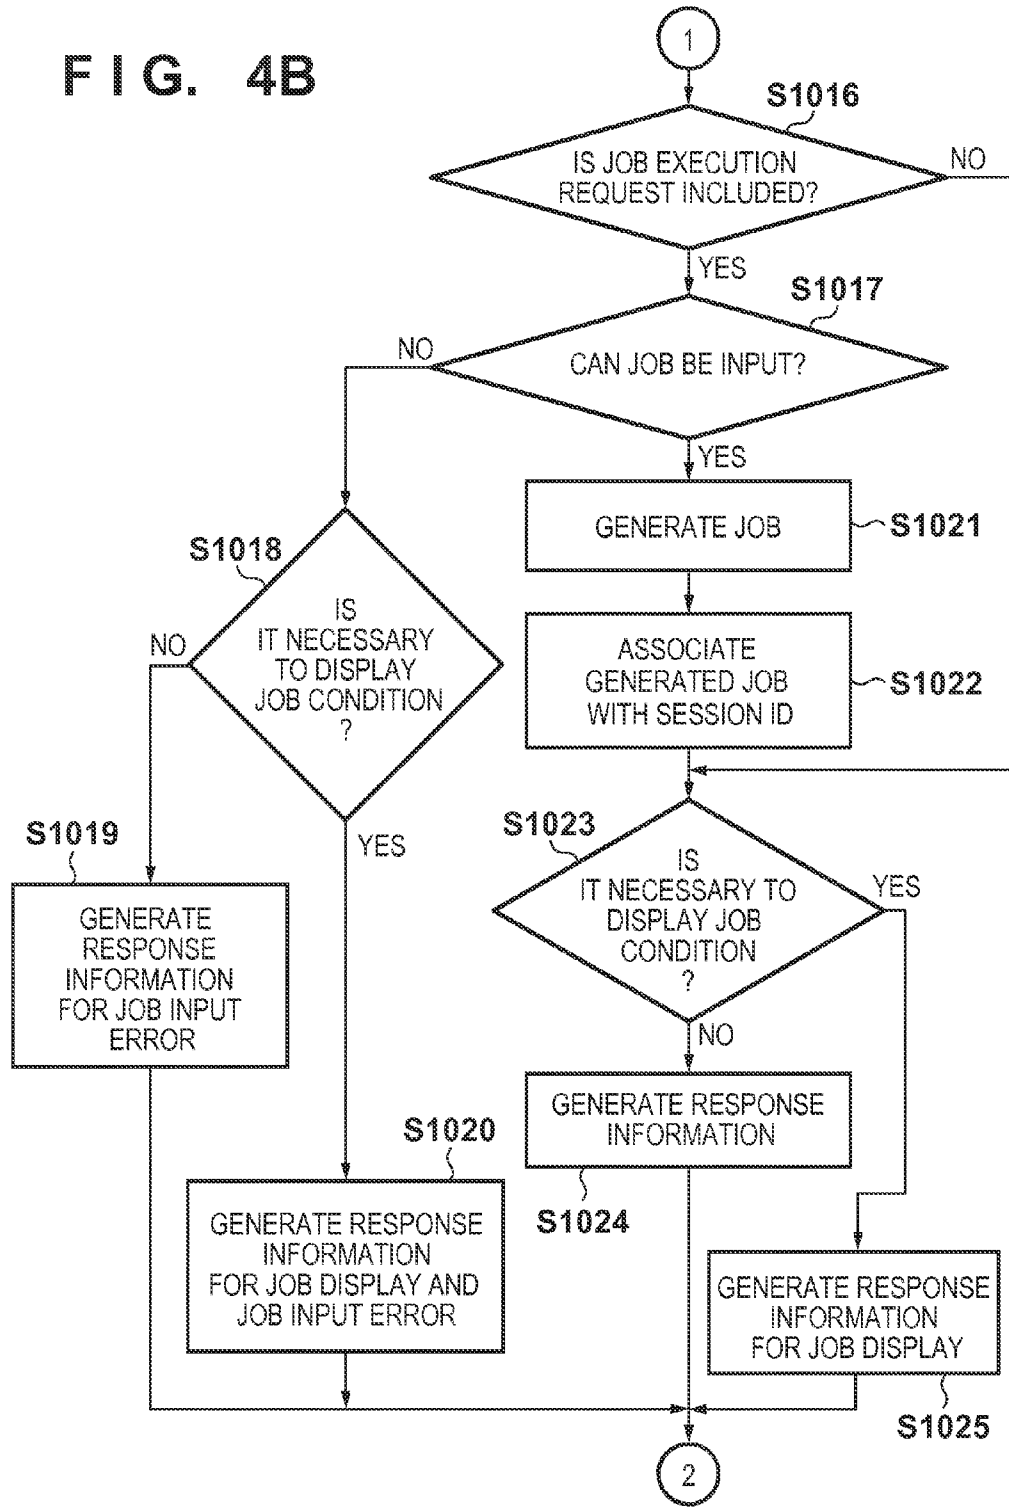 FIG. 4B
1
S1016
IS JOB EXECUTION
REQUEST INCLUDED?
NO
YES
S1017
CAN JOB BE INPUT?
NO
YES
GENERATE JOB
S1021
S1018
IS
IT NECESSARY
TO DISPLAY
JOB CONDITION
?
NO
YES
ASSOCIATE
GENERATED JOB
WITH SESSION ID
S1022
S1023
IS
IT NECESSARY TO
DISPLAY JOB
CONDITION
?
YES
NO
S1019
GENERATE
RESPONSE
INFORMATION
FOR JOB INPUT
ERROR
GENERATE RESPONSE
INFORMATION
S1024
S1020
GENERATE RESPONSE
INFORMATION
FOR JOB DISPLAY AND
JOB INPUT ERROR
GENERATE RESPONSE
INFORMATION
FOR JOB DISPLAY
S1025
2